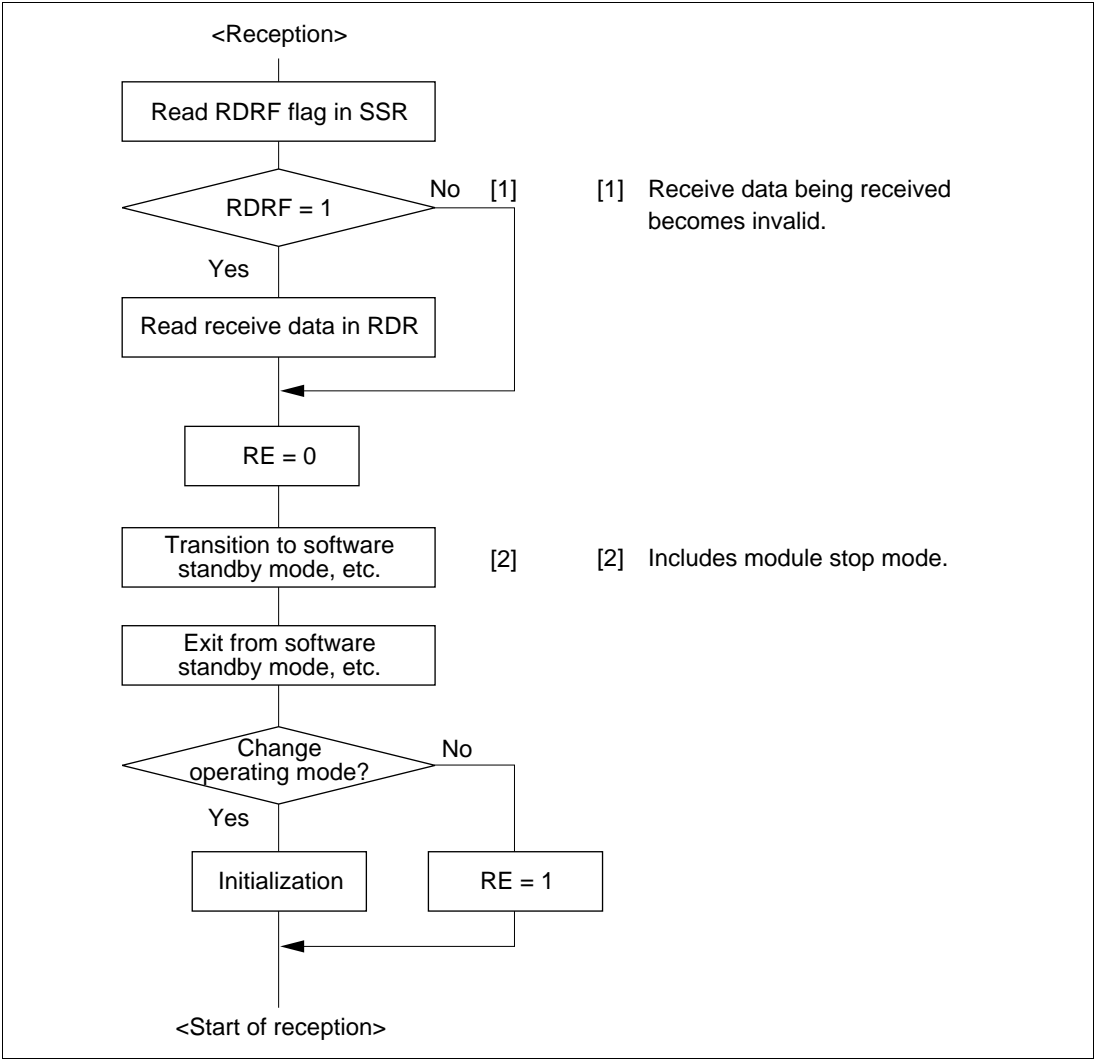 <Reception>
Read RDRF flag in SSR
RDRF = 1
No [1]
[1] Receive data being received
becomes invalid.
Yes
Read receive data in RDR
RE = 0
Transition to software
standby mode, etc.
[2]
[2] Includes module stop mode.
Exit from software
standby mode, etc.
Change
operating mode?
No
Yes
Initialization
RE = 1
<Start of reception>